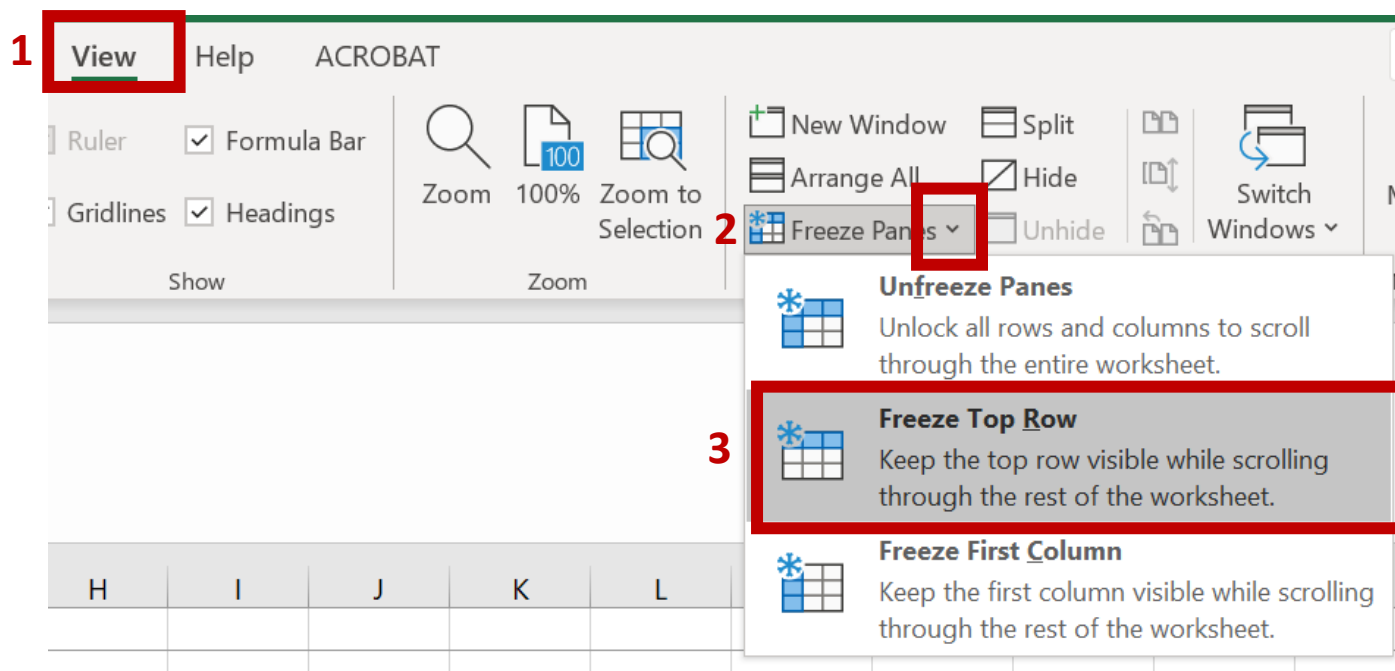 1
View Help ACROBAT
Ruler Formula Bar
Gridlines Headings
Show
Zoom 100% Zoom to
Selection
100
Zoom
New Window Split
Arrange All Hide
2 Freeze Panes Unhide
Switch
Windows
Unfreeze Panes
Unlock all rows and columns to scroll
through the entire worksheet.
3
Freeze Top Row
Keep the top row visible while scrolling
through the rest of the worksheet.
Freeze First Column
Keep the first column visible while scrolling
through the rest of the worksheet.
H I J K L